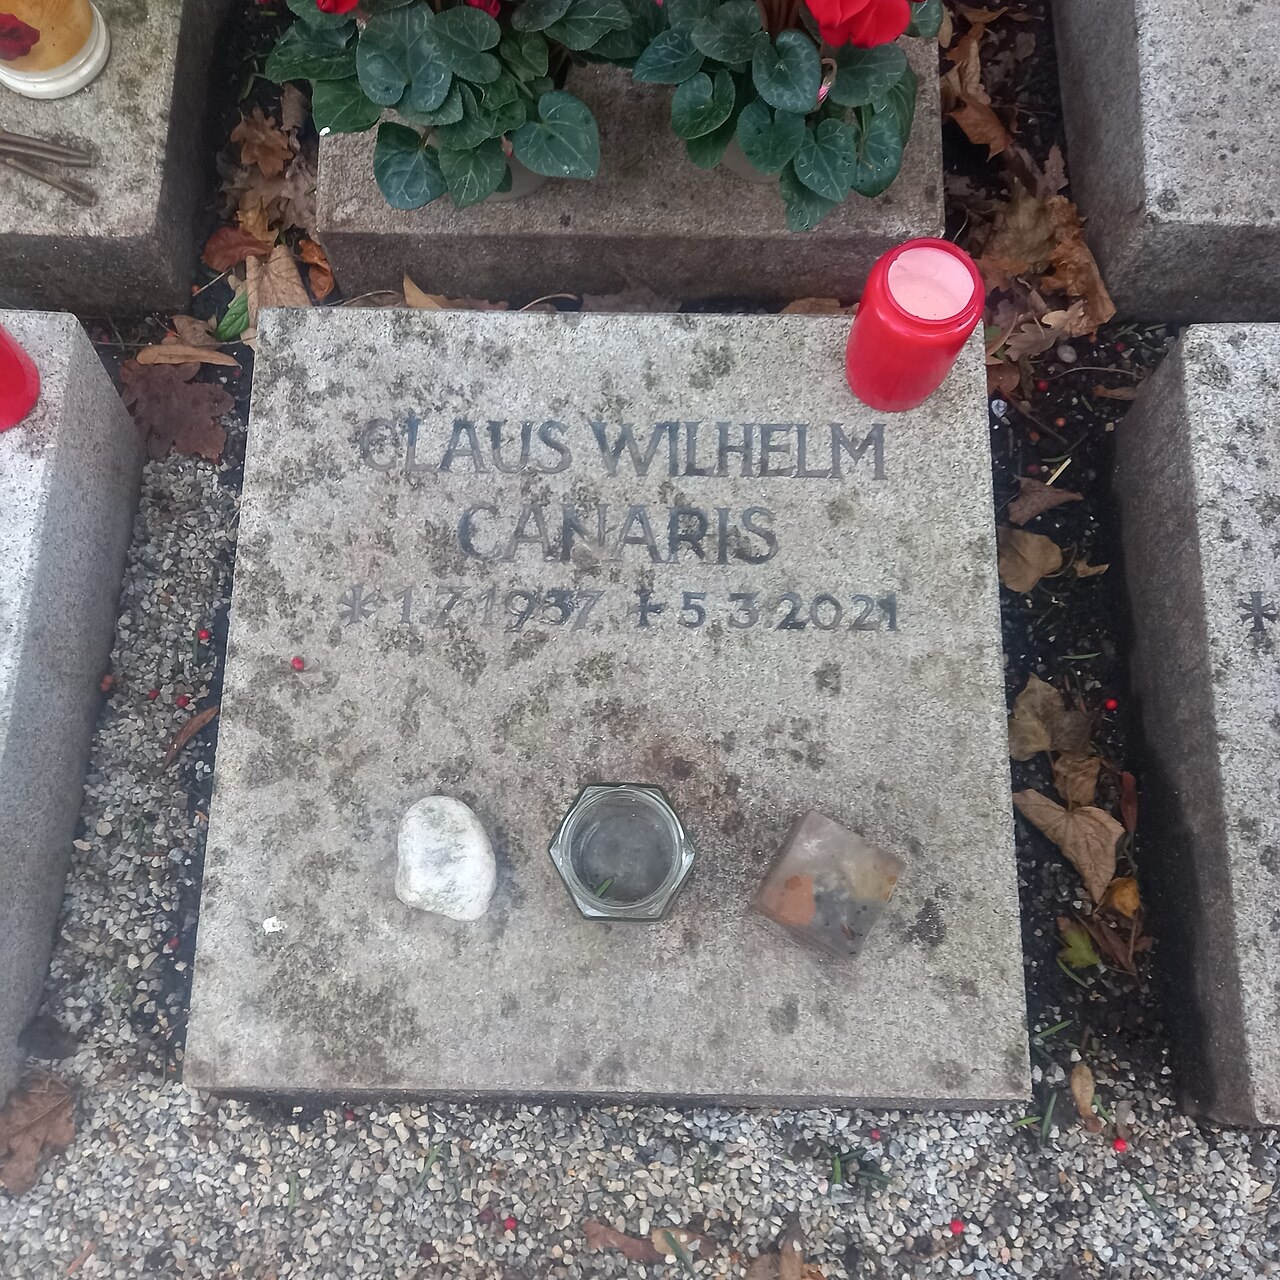 CLAUS WILHELM
CANARIS
* 1 7 1937 ✝ 5 3 2021